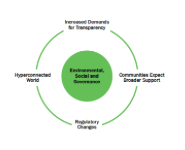 Increased Demands
for Transparency
Environmental,
Social and
Governance
Hyperconnected
World
Communities Expect
Broader Support
Regulatory
Changes